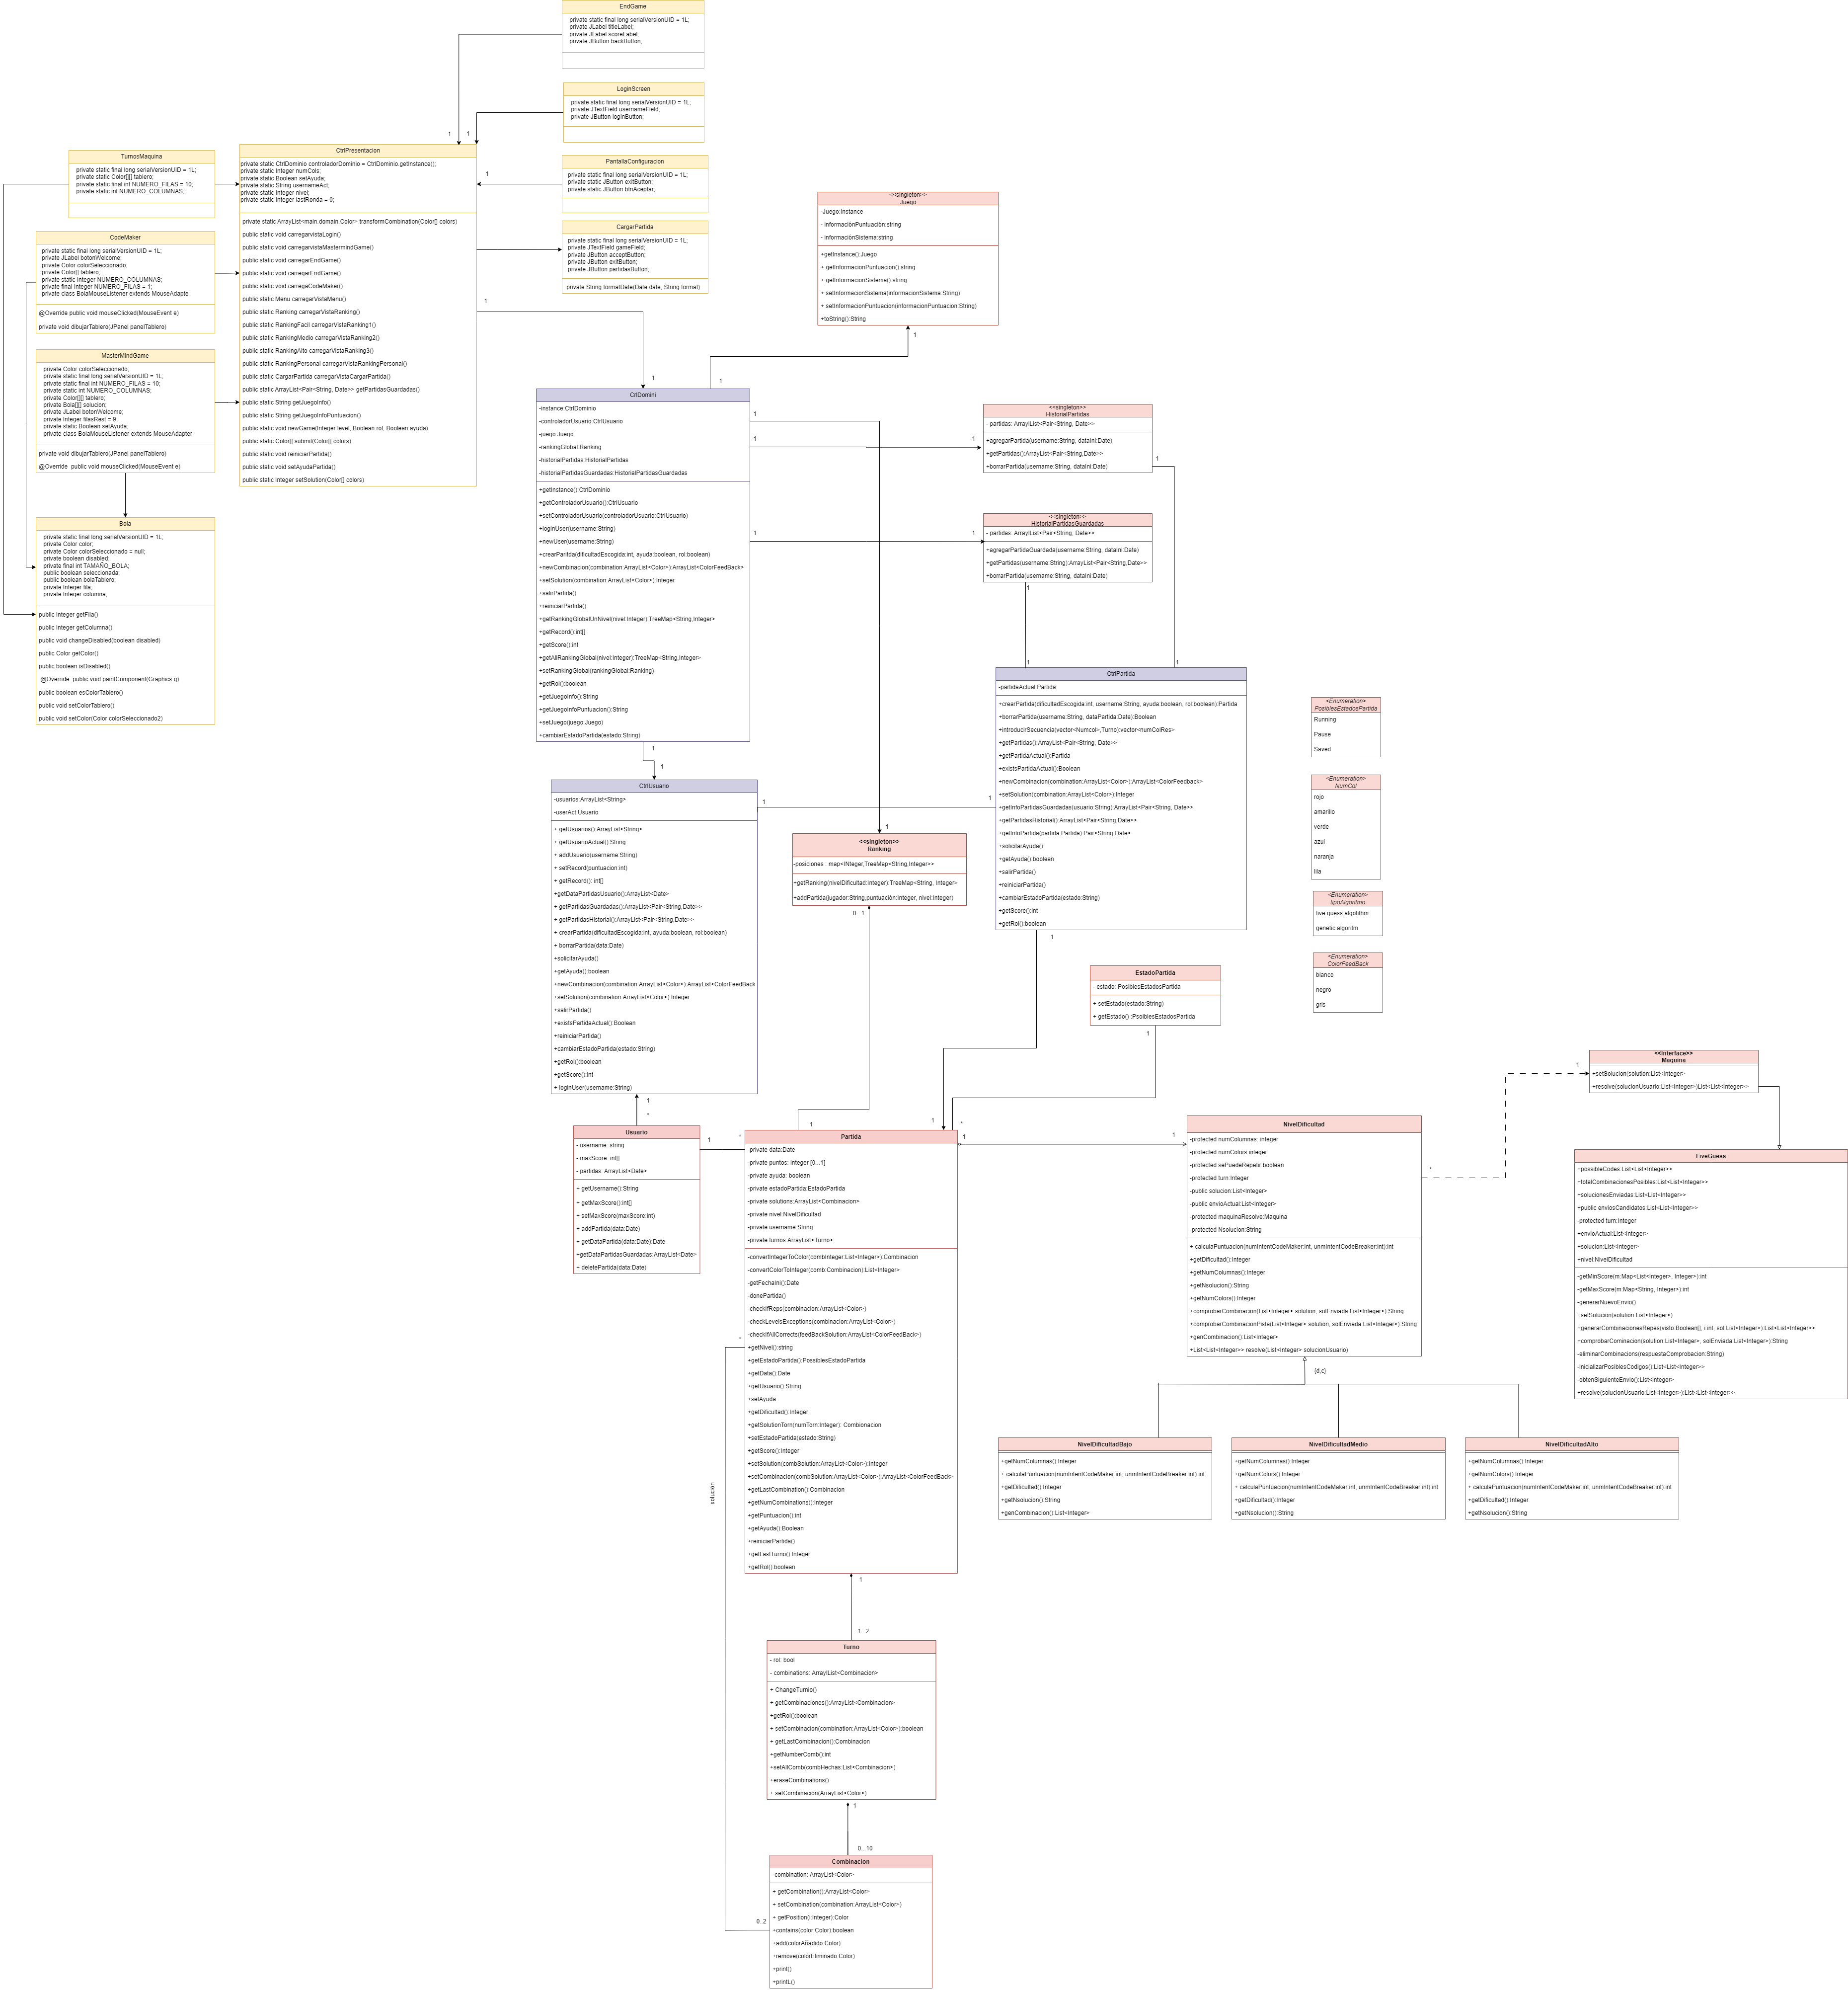 EndGame
private static final long serialVersionUID = 1L;
private JLabel titleLabel;
private JLabel scoreLabel;
private JButton backButton;
LoginScreen
private static final long serialVersionUID = 1L;
private JTextField usernameField;
private JButton loginButton;
1
1
TurnosMaquina
private static final long serialVersionUID = 1L;
private static Color[][] tablero;
private static final int NUMERO_FILAS = 10;
private static int NUMERO_COLUMNAS;
CtrlPresentacion
private static CtrlDominio controladorDominio = CtrlDominio.getInstance();
private static Integer numCols;
private static Boolean setAyuda;
private static String usernameAct;
private static Integer nivel;
private static Integer lastRonda = 0;
private static ArrayList<main.domain.Color> transformCombination(Color[] colors)
public static void carregarvistaLogin()
public static void carregarvistaMastermindGame()
public static void carregarEndGame()
public static void carregarEndGame()
public static void carregaCodeMaker()
public static Menu carregarVistaMenu()
public static Ranking carregarVistaRanking()
public static RankingFacil carregarVistaRanking1()
public static RankingMedio carregarVistaRanking2()
public static RankingAlto carregarVistaRanking3()
public static RankingPersonal carregarVistaRankingPersonal()
public static CargarPartida carregarVistaCargarPartida()
public static ArrayList<Pair<String, Date>> getPartidasGuardadas()
public static String getJuegoInfo()
public static String getJuegoInfoPuntuacion()
public static void newGame(Integer level, Boolean rol, Boolean ayuda)
public static Color[] submit(Color[] colors)
public static void reiniciarPartida()
public static void setAyudaPartida()
public static Integer setSolution(Color[] colors)
PantallaConfiguracion
private static final long serialVersionUID = 1L;
private static JButton exitButton;
private static JButton btnAceptar;
1
CargarPartida
private static final long serialVersionUID = 1L;
private JTextField gameField;
private JButton acceptButton;
private JButton exitButton;
private JButton partidasButton;
private String formatDate(Date date, String format)
1
1
CodeMaker
private static final long serialVersionUID = 1L;
private JLabel botonWelcome;
private Color colorSeleccionado;
private Color[] tablero;
private static Integer NUMERO_COLUMNAS;
private final Integer NUMERO_FILAS = 1;
private class BolaMouseListener extends MouseAdapte
@Override public void mouseClicked(MouseEvent e)
private void dibujarTablero(JPanel panelTablero)
MasterMindGame
private Color colorSeleccionado;
private static final long serialVersionUID = 1L;
private static final int NUMERO_FILAS = 10;
private static int NUMERO_COLUMNAS;
private Color[][] tablero;
private Bola[][] solucion;
private JLabel botonWelcome;
private Integer filasRest = 9;
private static Boolean setAyuda;
private class BolaMouseListener extends MouseAdapter
private void dibujarTablero(JPanel panelTablero)
@Override  public void mouseClicked(MouseEvent e)
Bola
private static final long serialVersionUID = 1L;
private Color color;
private Color colorSeleccionado = null;
private boolean disabled;
private final int TAMAÑO_BOLA;
public boolean seleccionada;
public boolean bolaTablero;
private Integer fila;
private Integer columna;
public Integer getFila()
public Integer getColumna()
public void changeDisabled(boolean disabled)
public Color getColor()
public boolean isDisabled()
@Override  public void paintComponent(Graphics g)
public boolean esColorTablero()
public void setColorTablero()
public void setColor(Color colorSeleccionado2)
<<singleton>>
Juego
-Juego:Instance
- informaciónPuntuación:string
- informaciónSistema:string
+getInstance():Juego
+ getInformacionPuntuacion():string
+ getInformacionSistema():string
+ setInformacionSistema(informacionSistema:String)
+ setInformacionPuntuacion(informacionPuntuacion:String)
+toString():String
1
1
CrlDomini
-instance:CtrlDominio
-controladorUsuario:CtrlUsuario
-juego:Juego
-rankingGlobal:Ranking
-historialPartidas:HistorialPartidas
-historialPartidasGuardadas:HistorialPartidasGuardadas
+getInstance():CtrlDominio
+getControladorUsuario():CtrlUsuario
+setControladorUsuario(controladorUsuario:CtrlUsuario)
+loginUser(username:String)
+newUser(username:String)
+crearParitda(dificultadEscogida:int, ayuda:boolean, rol:boolean)
+newCombinacion(combination:ArrayList<Color>):ArrayList<ColorFeedBack>
+setSolution(combination:ArrayList<Color>):Integer
+salirPartida()
+reiniciarPartida()
+getRankingGlobalUnNivel(nivel:Integer):TreeMap<String,Integer>
+getRecord():int[]
+getScore():int
+getAllRankingGlobal(nivel:Integer):TreeMap<String,Integer>
+setRankingGlobal(rankingGlobal:Ranking)
+getRol():boolean
+getJuegoInfo():String
+getJuegoInfoPuntuacion():String
+setJuego(juego:Juego)
+cambiarEstadoPartida(estado:String)
1
1
1
1
1
<<singleton>>
HistorialPartidas
- partidas: ArrayIList<Pair<String, Date>>
+agregarPartida(username:String, dataIni:Date)
+getPartidas():ArrayList<Pair<String,Date>>
+borrarPartida(username:String, dataIni:Date)
1
<<singleton>>
HistorialPartidasGuardadas
- partidas: ArrayIList<Pair<String, Date>>
+agregarPartidaGuardada(username:String, dataIni:Date)
+getPartidas(username:String):ArrayList<Pair<String,Date>>
+borrarPartida(username:String, dataIni:Date)
1
1
1
CtrlPartida
-partidaActual:Partida
+crearPartida(dificultadEscogida:int, username:String, ayuda:boolean, rol:boolean):Partida
+borrarPartida(username:String, dataPartida:Date):Boolean
+introducirSecuencia(vector<Numcol>,Turno):vector<numColRes>
+getPartidas():ArrayList<Pair<String, Date>>
+getPartidaActual():Partida
+existsPartidaActual():Boolean
+newCombinacion(combination:ArrayList<Color>):ArrayList<ColorFeedback>
+setSolution(combination:ArrayList<Color>):Integer
+getInfoPartidasGuardadas(usuario:String):ArrayList<Pair<String, Date>>
+getPartidasHistorial():ArrayList<Pair<String,Date>>
+getInfoPartida(partida:Partida):Pair<String,Date>
+solicitarAyuda()
+getAyuda():boolean
+salirPartida()
+reiniciarPartida()
+cambiarEstadoPartida(estado:String)
+getScore():int
+getRol():boolean
1
<Enumeration>
PosiblesEstadosPartida
Running
Pause
Saved
<Enumeration>
NumCol
rojo
amarillo
verde
azul
naranja
lila
<Enumeration>
tipoAlgoritmo
five guess algotithm
genetic algoritm
<Enumeration>
ColorFeedBack
blanco
negro
gris
1
1
CtrlUsuario
-usuarios:ArrayList<String>
-userAct:Usuario
+ getUsuarios():ArrayList<String>
+ getUsuarioActual():String
+ addUsuario(username:String)
+ setRecord(puntuacion:int)
+ getRecord(): int[]
+getDataPartidasUsuario():ArrayList<Date>
+ getPartidasGuardadas():ArrayList<Pair<String,Date>>
+ getPartidasHistorial():ArrayList<Pair<String,Date>>
+ crearPartida(dificultadEscogida:int, ayuda:boolean, rol:boolean)
+ borrarPartida(data:Date)
+solicitarAyuda()
+getAyuda():boolean
+newCombinacion(combination:ArrayList<Color>):ArrayList<ColorFeedBack
+setSolution(combination:ArrayList<Color>):Integer
+salirPartida()
+existsPartidaActual():Boolean
+reiniciarPartida()
+cambiarEstadoPartida(estado:String)
+getRol():boolean
+getScore():int
+ loginUser(username:String)
1
1
1
<<singleton>>
Ranking
-posiciones : map<INteger,TreeMap<String,Integer>>
+getRanking(nivelDificultad:Integer):TreeMap<String, Integer>
+addPartida(jugador:String,puntuación:Integer, nivel:Integer)
0...1
EstadoPartida
- estado: PosiblesEstadosPartida
+ setEstado(estado:String)
+ getEstado() :PsoiblesEstadosPartida
1
1
*
Usuario
- username: string
- maxScore: int[]
- partidas: ArrayList<Date>
+ getUsername():String
+ getMaxScore():int[]
+ setMaxScore(maxScore:int)
+ addPartida(data:Date)
+ getDataPartida(data:Date):Date
+getDataPartidasGuardadas:ArrayList<Date>
+ deletePartida(data:Date)
1
*
1
1
*
Partida
-private data:Date
-private puntos: Integer [0...1]
-private ayuda: boolean
-private estadoPartida:EstadoPartida
-private solutions:ArrayList<Combinacion>
-private nivel:NivelDificultad
-private username:String
-private turnos:ArrayList<Turno>
-convertIntegerToColor(combInteger:List<Integer>):Combinacion
-convertColorToInteger(comb:Combinacion):List<Integer>
-getFechaIni():Date
-donePartida()
-checkIfReps(combinacion:ArrayList<Color>)
-checkLevelsExceptions(combinacion:ArrayList<Color>)
-checkIfAllCorrects(feedBackSolution:ArrayList<ColorFeedBack>)
+getNivel():string
+getEstadoPartida():PossiblesEstadoPartida
+getData():Date
+getUsuario():String
+setAyuda
+getDificultad():Integer
+getSolutionTorn(numTorn:Integer): Combionacion
+setEstadoPartida(estado:String)
+getScore():Integer
+setSolution(combSolution:ArrayList<Color>):Integer
+setCombinacion(combSolution:ArrayList<Color>):ArrayList<ColorFeedBack>
+getLastCombination():Combinacion
+getNumCombinations():Integer
+getPuntuacion():int
+getAyuda():Boolean
+reiniciarPartida()
+getLastTurno():Integer
+getRol():boolean
*
solución
1
1
NivelDificultad
-protected numColumnas: integer
-protected numColors:integer
-protected sePuedeRepetir:boolean
-protected turn:Integer
-public solucion:List<Integer>
-public envioActual:List<Integer>
-protected maquinaResolve:Maquina
-protected Nsolucion:String
+ calculaPuntuacion(numIntentCodeMaker:int, unmIntentCodeBreaker:int):int
+getDificultad():Integer
+getNumColumnas():Integer
+getNsolucion():String
+getNumColors():Integer
+comprobarCombinacion(List<Integer> solution, solEnviada:List<Integer>):String
+comprobarCombinacionPista(List<Integer> solution, solEnviada:List<Integer>):String
+genCombinacion():List<Integer>
+List<List<Integer>> resolve(List<Integer> solucionUsuario)
*
1
<<Interface>>
Maquina
+setSolucion(solution:List<Integer>
+resolve(solucionUsuario:List<Integer>)List<List<Integer>>
FiveGuess
+possibleCodes:List<List<Integer>>
+totalCombinacionesPosibles:List<List<Integer>>
+solucionesEnviadas:List<List<Integer>>
+public enviosCandidatos:List<List<Integer>>
-protected turn:Integer
+envioActual:List<Integer>
+solucion:List<Integer>
+nivel:NivelDificultad
-getMinScore(m:Map<List<Integer>, Integer>):int
-getMaxScore(m:Map<String, Integer>):int
-generarNuevoEnvio()
+setSolucion(solution:List<Integer>)
+generarCombinacionesRepes(visto:Boolean[], i:int, sol:List<Integer>):List<List<Integer>>
+comprobarCominacion(solution:List<Integer>, solEnviada:List<Integer>):String
-eliminarCombinacions(respuestaComprobacion:String)
-inicializarPosiblesCodigos():List<List<Integer>>
-obtenSiguienteEnvio():List<integer>
+resolve(solucionUsuario:List<Integer>):List<List<Integer>>
{d,c}
NivelDificultadBajo
+getNumColumnas():Integer
+ calculaPuntuacion(numIntentCodeMaker:int, unmIntentCodeBreaker:int):int
+getDificultad():Integer
+getNsolucion():String
+genCombinacion():List<Integer>
NivelDificultadMedio
+getNumColumnas():Integer
+getNumColors():Integer
+ calculaPuntuacion(numIntentCodeMaker:int, unmIntentCodeBreaker:int):int
+getDificultad():Integer
+getNsolucion():String
NivelDificultadAlto
+getNumColumnas():Integer
+getNumColors():Integer
+ calculaPuntuacion(numIntentCodeMaker:int, unmIntentCodeBreaker:int):int
+getDificultad():Integer
+getNsolucion():String
1
1...2
Turno
- rol: bool
- combinations: ArrayIList<Combinacion>
+ ChangeTurnio()
+ getCombinaciones():ArrayList<Combinacion>
+getRol():boolean
+ setCombinacion(combination:ArrayList<Color>):boolean
+ getLastCombinacion():Combinacion
+getNumberComb():int
+setAllComb(combHechas:List<Combinacion>)
+eraseCombinations()
+ setCombinacion(ArrayList<Color>)
1
0...10
Combinacion
-combination: ArrayList<Color>
+ getCombination():ArrayList<Color>
+ setCombination(combination:ArrayList<Color>)
+ getPosition(i:Integer):Color
+contains(color:Color):boolean
+add(colorAñadido:Color)
+remove(colorEliminado:Color)
+print()
+printL()
0..2